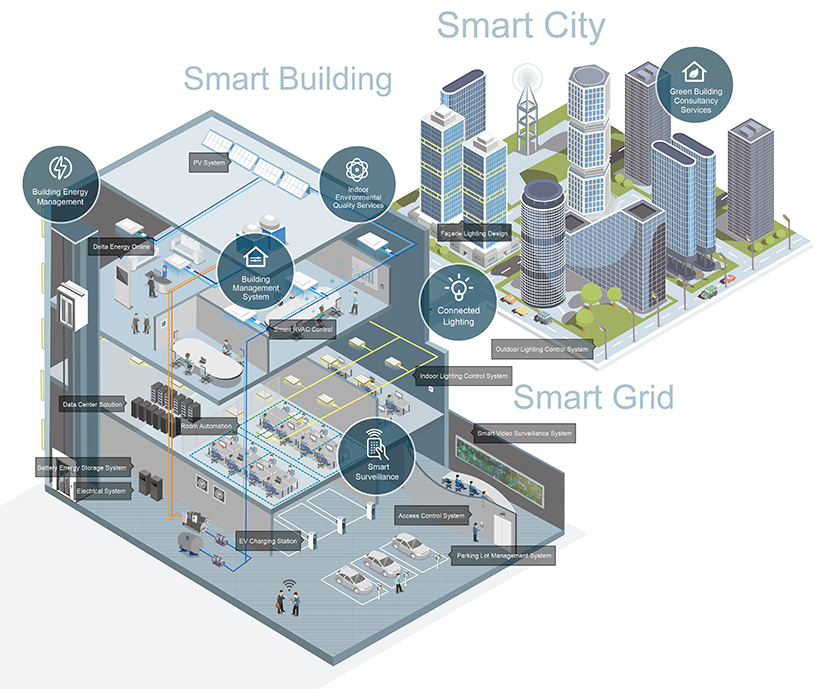 Smart City
Smart Building
Green Building
Consultancy
Services
PV System
Building Energy
Management
Indoor
Environmental
Quality Services
Façade Lighting Design
Delta Energy Online
Building
Management
System
Connected
Lighting
Smart HVAC Control
Outdoor Lighting Control System
Indoor Lighting Control System
Smart Grid
Data Center Solution
Room Automation
Smart Video Surveillance System
Smart
Surveillance
Battery Energy Storage System
Electrical System
Access Control System
EV Charging Station
Parking Lot Management System